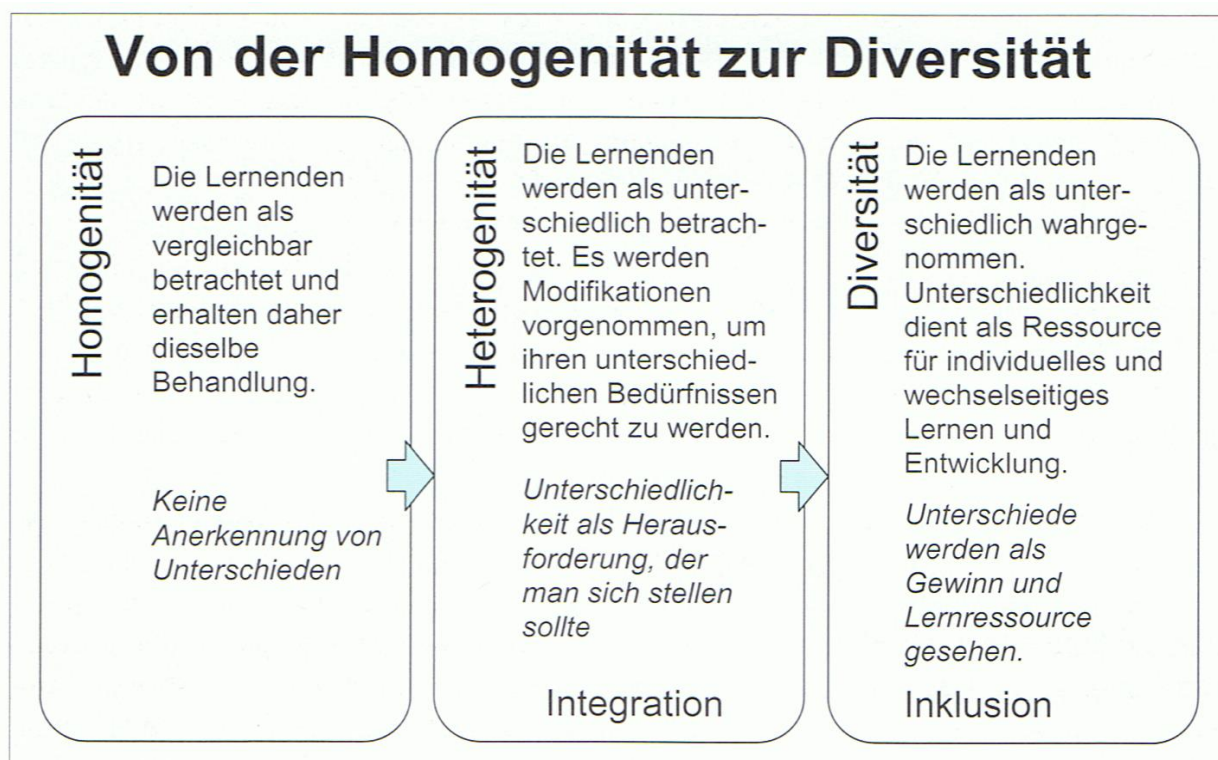 Von der Homogenität zur Diversität
Homogenität
Die Lernenden
werden als
vergleichbar
betrachtet und
erhalten daher
dieselbe
Behandlung.
Keine
Anerkennung von
Unterschieden
Heterogenität
Die Lernenden
werden als unter-
schiedlich betrach-
tet. Es werden
Modifikationen
vorgenommen, um
ihren unterschied-
lichen Bedürfnissen
gerecht zu werden.
Unterschiedlich-
keit als Heraus-
forderung, der
man sich stellen
sollte
Integration
Diversität
Die Lernenden
werden als unter-
schiedlich wahrge-
nommen.
Unterschiedlichkeit
dient als Ressource
für individuelles und
wechselseitiges
Lernen und
Entwicklung.
Unterschiede
werden als
Gewinn und
Lernressource
gesehen.
Inklusion